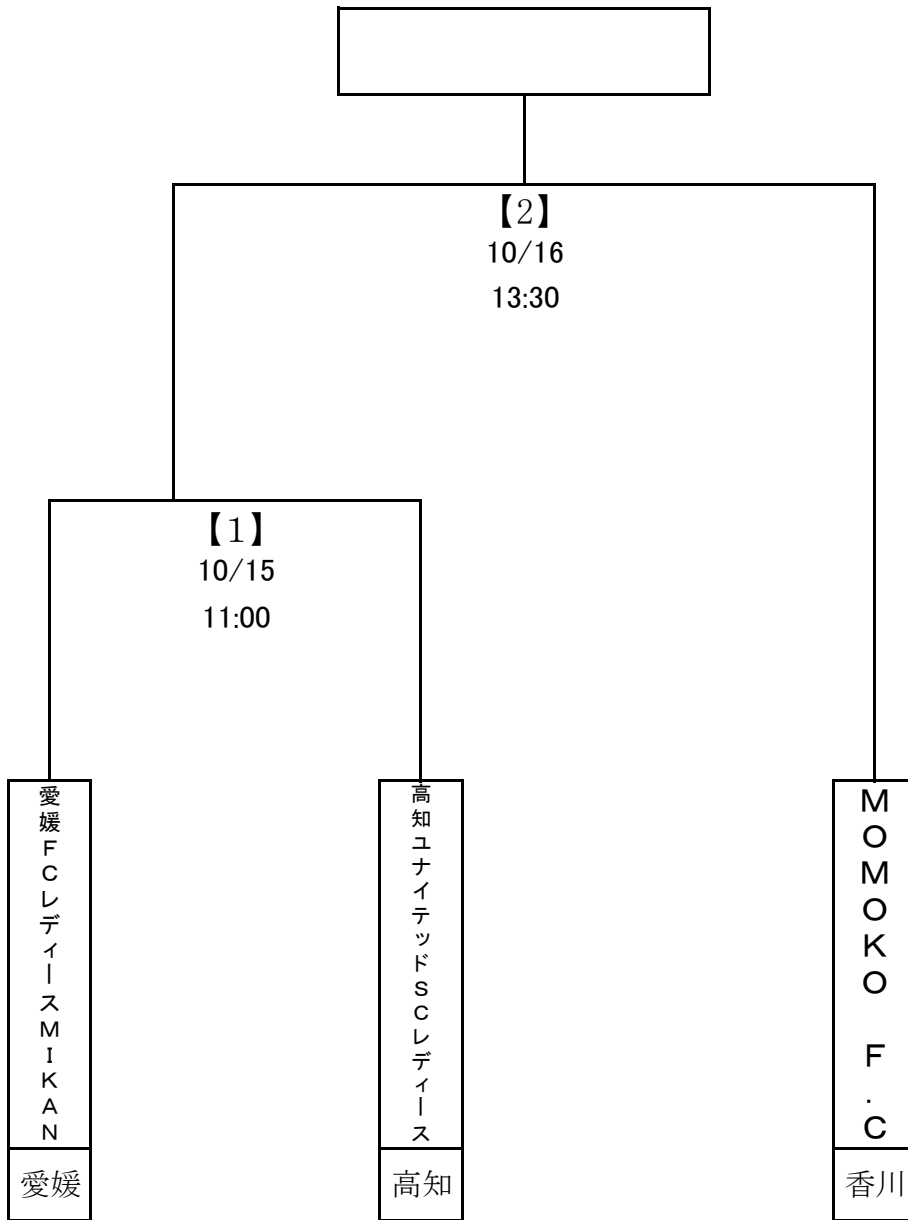 【2】
10/16
13:30
【1】
10/15
11:00
愛媛FCレディースMIKAN
高知ユナイテッドSCレディース
MOMOKO F.C
愛媛
高知
香川